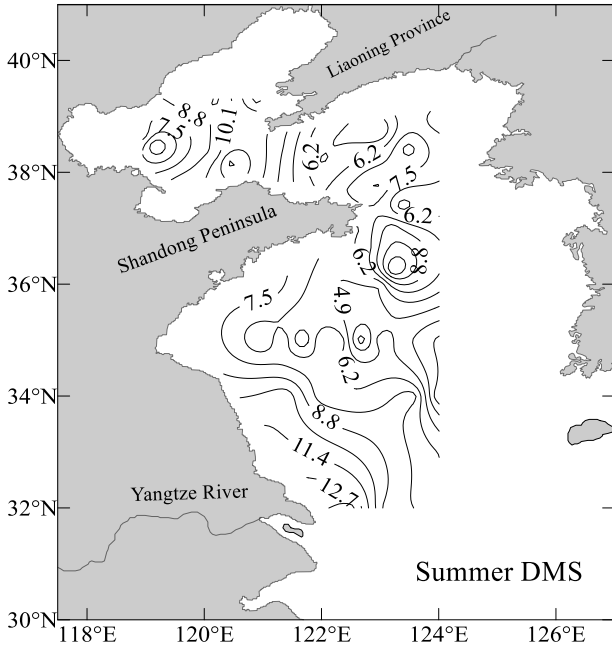 40°N
Liaoning Province
8.8
7.5
10.1
6.2
6.2
38°N
7.5
6.2
Shandong Peninsula
6.2
8.8
36°N
7.5
4.9
6.2
34°N
8.8
11.4
12.7
Yangtze River
32°N
Summer DMS
30°N
118°E 120°E 122°E 124°E 126°E